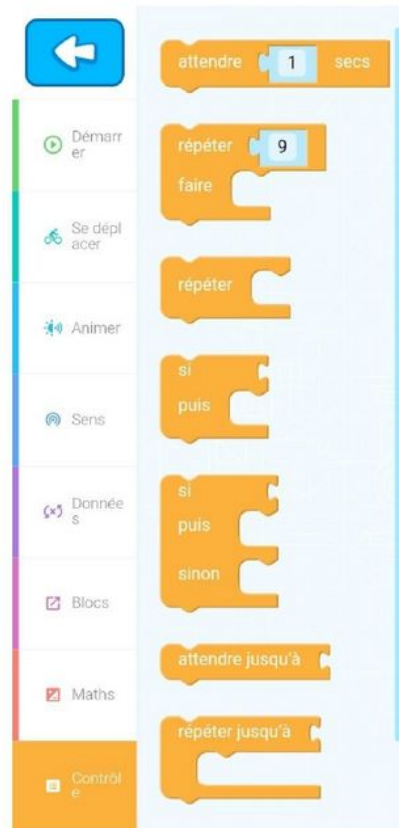 attendre 1 secs
Démarr
er
répéter 9
faire
Se dépl
acer
répéter
Animer
si
puis
Sens
si
puis
sinon
Donnée
s
Blocs
attendre jusqu'à
Maths
répéter jusqu'à
Contrôl
e